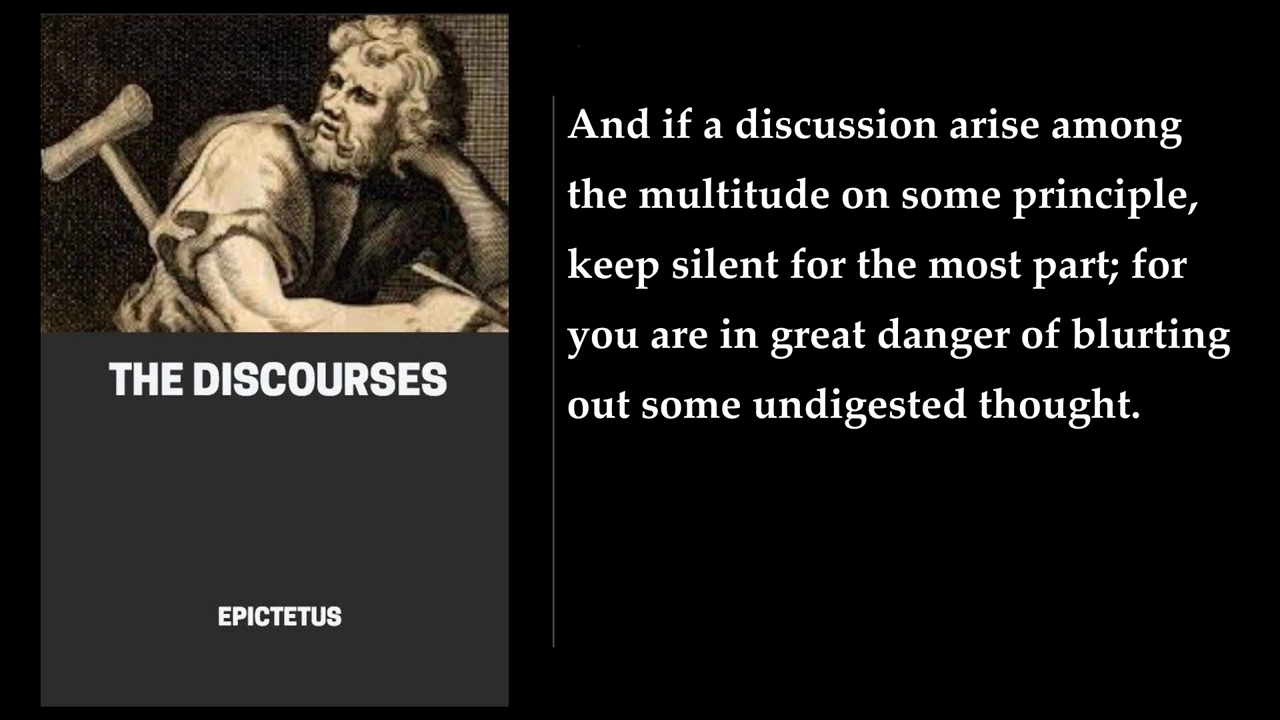 THE DISCOURSES
EPICTETUS
And if a discussion arise among
the multitude on some principle,
keep silent for the most part; for
you are in great danger of blurting
out some undigested thought.